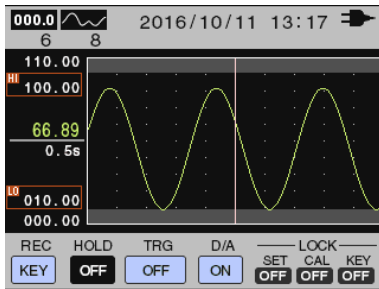 000.0 2016/10/11 13:17
6 8
110.00
HI 100.00
66.89
0.5s
LO 010.00
000.00
REC HOLD TRG D/A LOCK
SET CAL KEY
KEY OFF OFF ON OFF OFF OFF